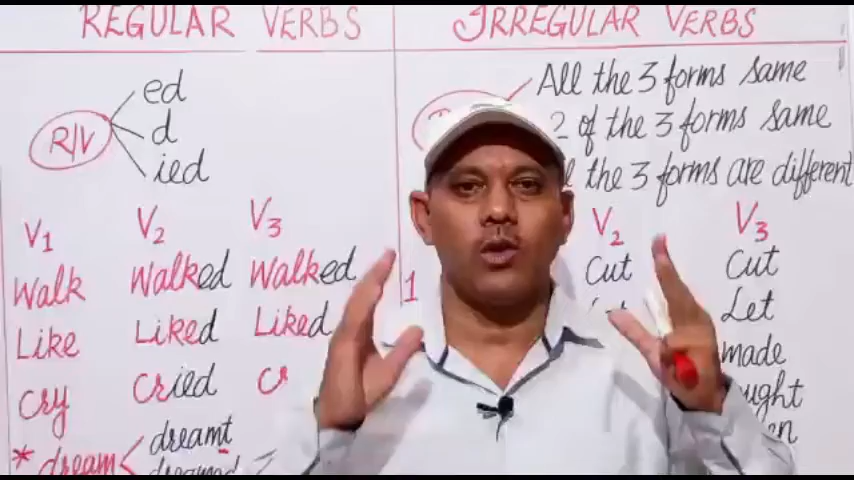 REGULAR VERBS
IRREGULAR VERBS
R/V
ed
d
ied
All the 3 forms same
2 of the 3 forms same
the 3 forms are different
V1 V2 V3
V2 V3
Walk Walked Walked
1 Cut Cut
Like Liked Liked
Let
Cry Cried
made
* dream dreamt